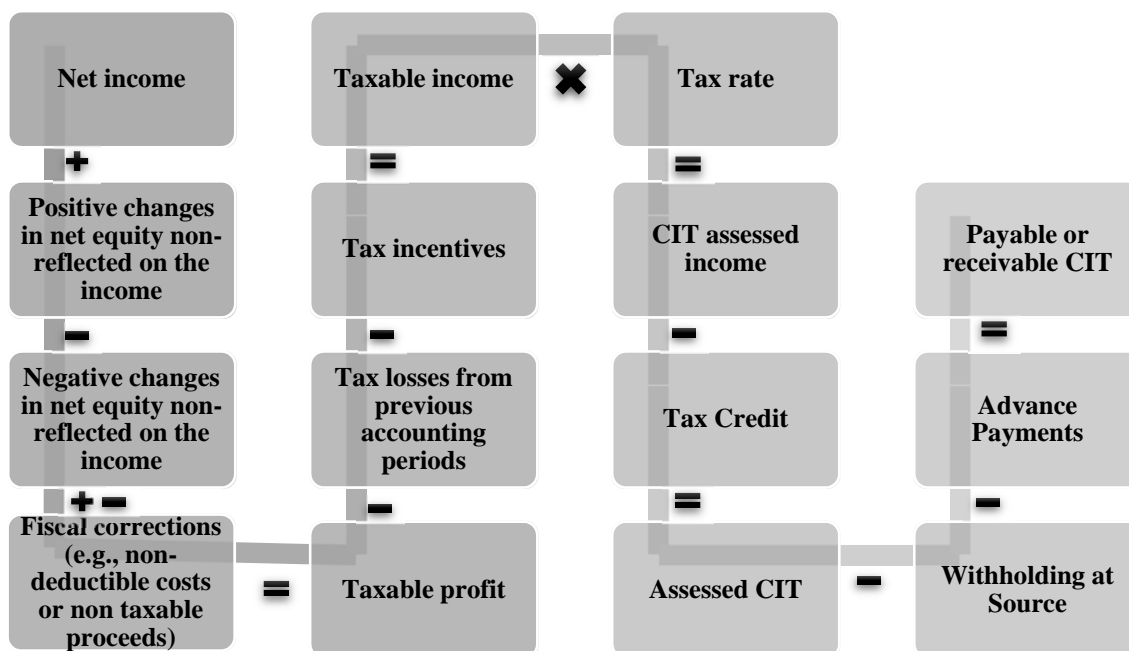 Net income
+
Positive changes
in net equity non-
reflected on the
income
-
Negative changes
in net equity non-
reflected on the
income
+ -
Fiscal corrections
(e.g., non-
deductible costs
or non taxable
proceeds)
=
Taxable profit
-
Tax losses from
previous
accounting
periods
-
Tax incentives
=
Taxable income
×
Tax rate
=
CIT assessed
income
-
Tax Credit
=
Assessed CIT
-
Withholding at
Source
-
Advance
Payments
=
Payable or
receivable CIT